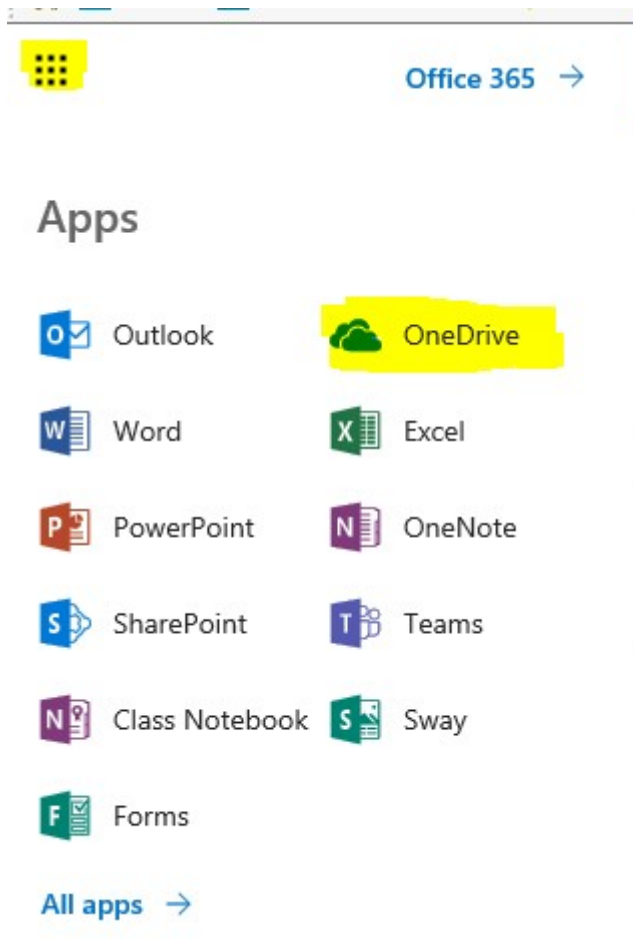 Office 365 →
Apps
Outlook
OneDrive
Word
Excel
PowerPoint
OneNote
SharePoint
Teams
Class Notebook
Sway
Forms
All apps →